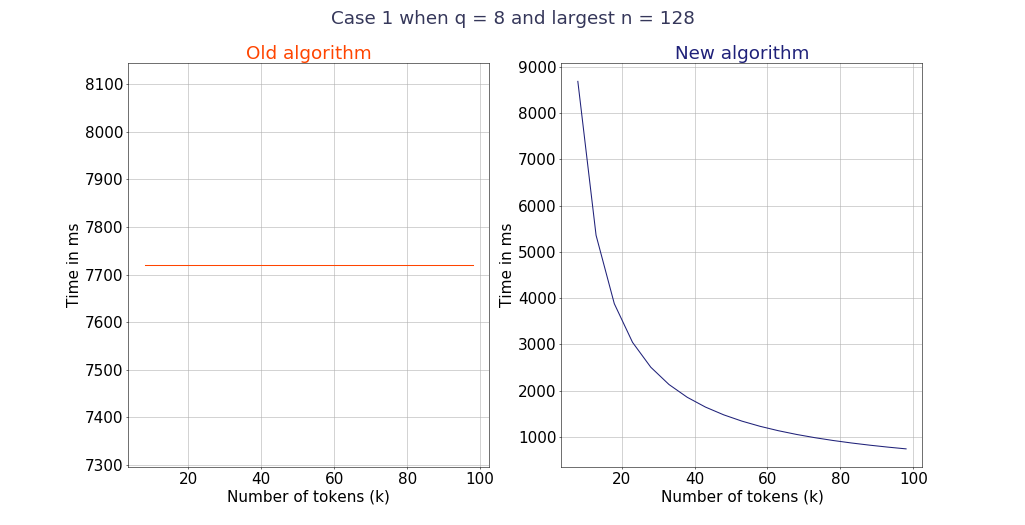 Case 1 when q = 8 and largest n = 128
Old algorithm
8100
8000
7900
7800
7700
7600
7500
7400
7300
Time in ms
20 40 60 80 100
Number of tokens (k)
New algorithm
9000
8000
7000
6000
5000
4000
3000
2000
1000
Time in ms
20 40 60 80 100
Number of tokens (k)